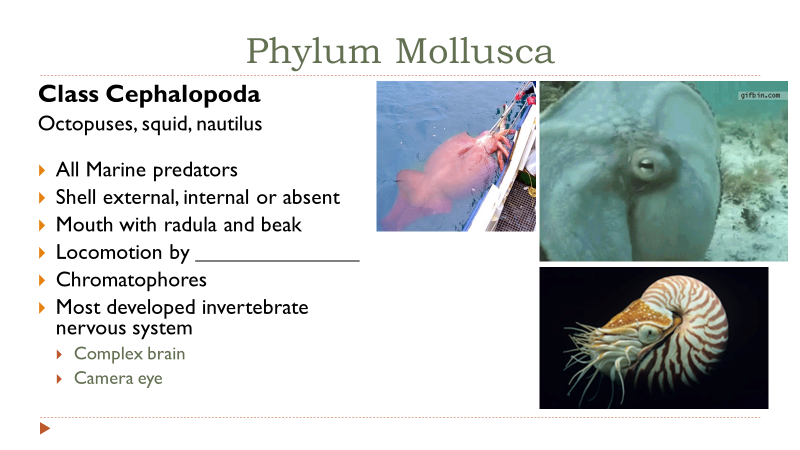 Phylum Mollusca
Class Cephalopoda
Octopuses, squid, nautilus
All Marine predators
Shell external, internal or absent
Mouth with radula and beak
Locomotion by _______________
Chromatophores
Most developed invertebrate
nervous system
Complex brain
Camera eye
gifbin.com